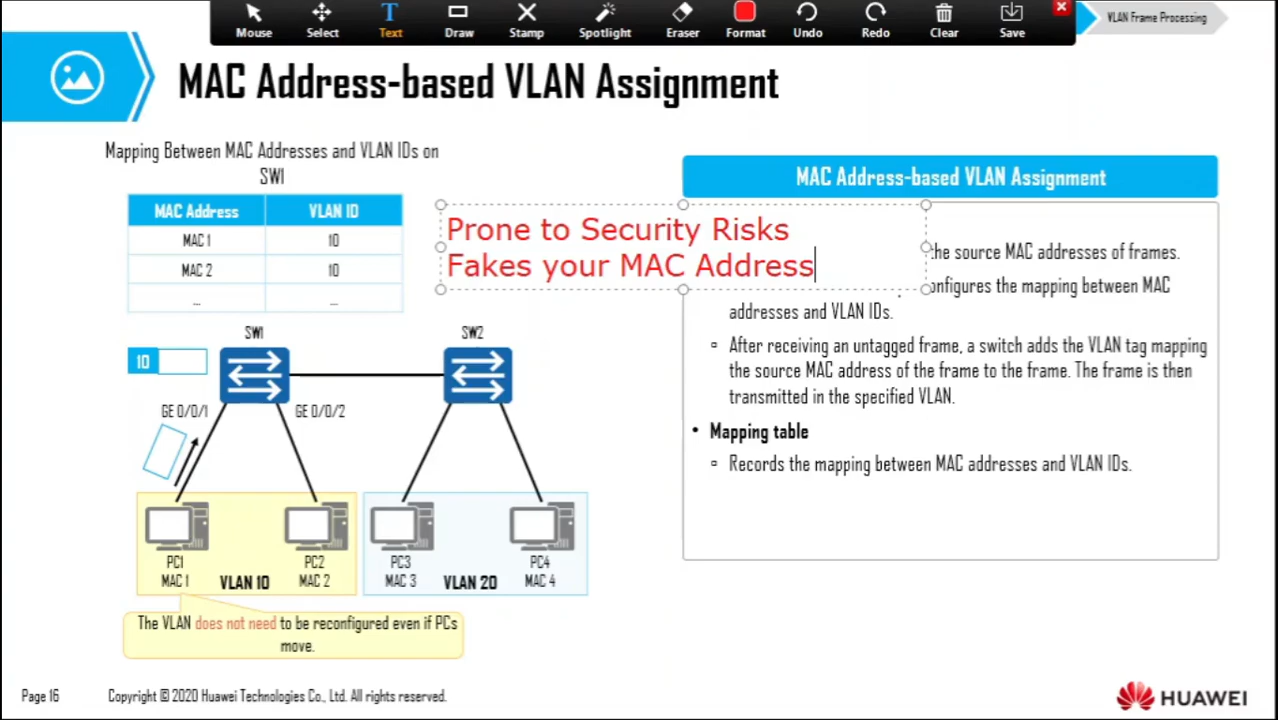 Mouse
Select
Text
Draw
Stamp
Spotlight
Eraser
Format
Undo
Redo
Clear
Save
VLAN Frame Processing
MAC Address-based VLAN Assignment
Mapping Between MAC Addresses and VLAN IDs on
SW1
MAC Address VLAN ID
MAC 1 10
MAC 2 10
... ...
SW1
SW2
10
GE 0/0/1
GE 0/0/2
PC1
MAC 1
VLAN 10
PC2
MAC 2
PC3
MAC 3
VLAN 20
PC4
MAC 4
The VLAN does not need to be reconfigured even if PCs
move.
MAC Address-based VLAN Assignment
Prone to Security Risks
Fakes your MAC Address
the source MAC addresses of frames.
the mapping between MAC
addresses and VLAN IDs.
▫ After receiving an untagged frame, a switch adds the VLAN tag mapping
the source MAC address of the frame to the frame. The frame is then
transmitted in the specified VLAN.
• Mapping table
▫ Records the mapping between MAC addresses and VLAN IDs.
Page 16
Copyright © 2020 Huawei Technologies Co., Ltd. All rights reserved.
HUAWEI